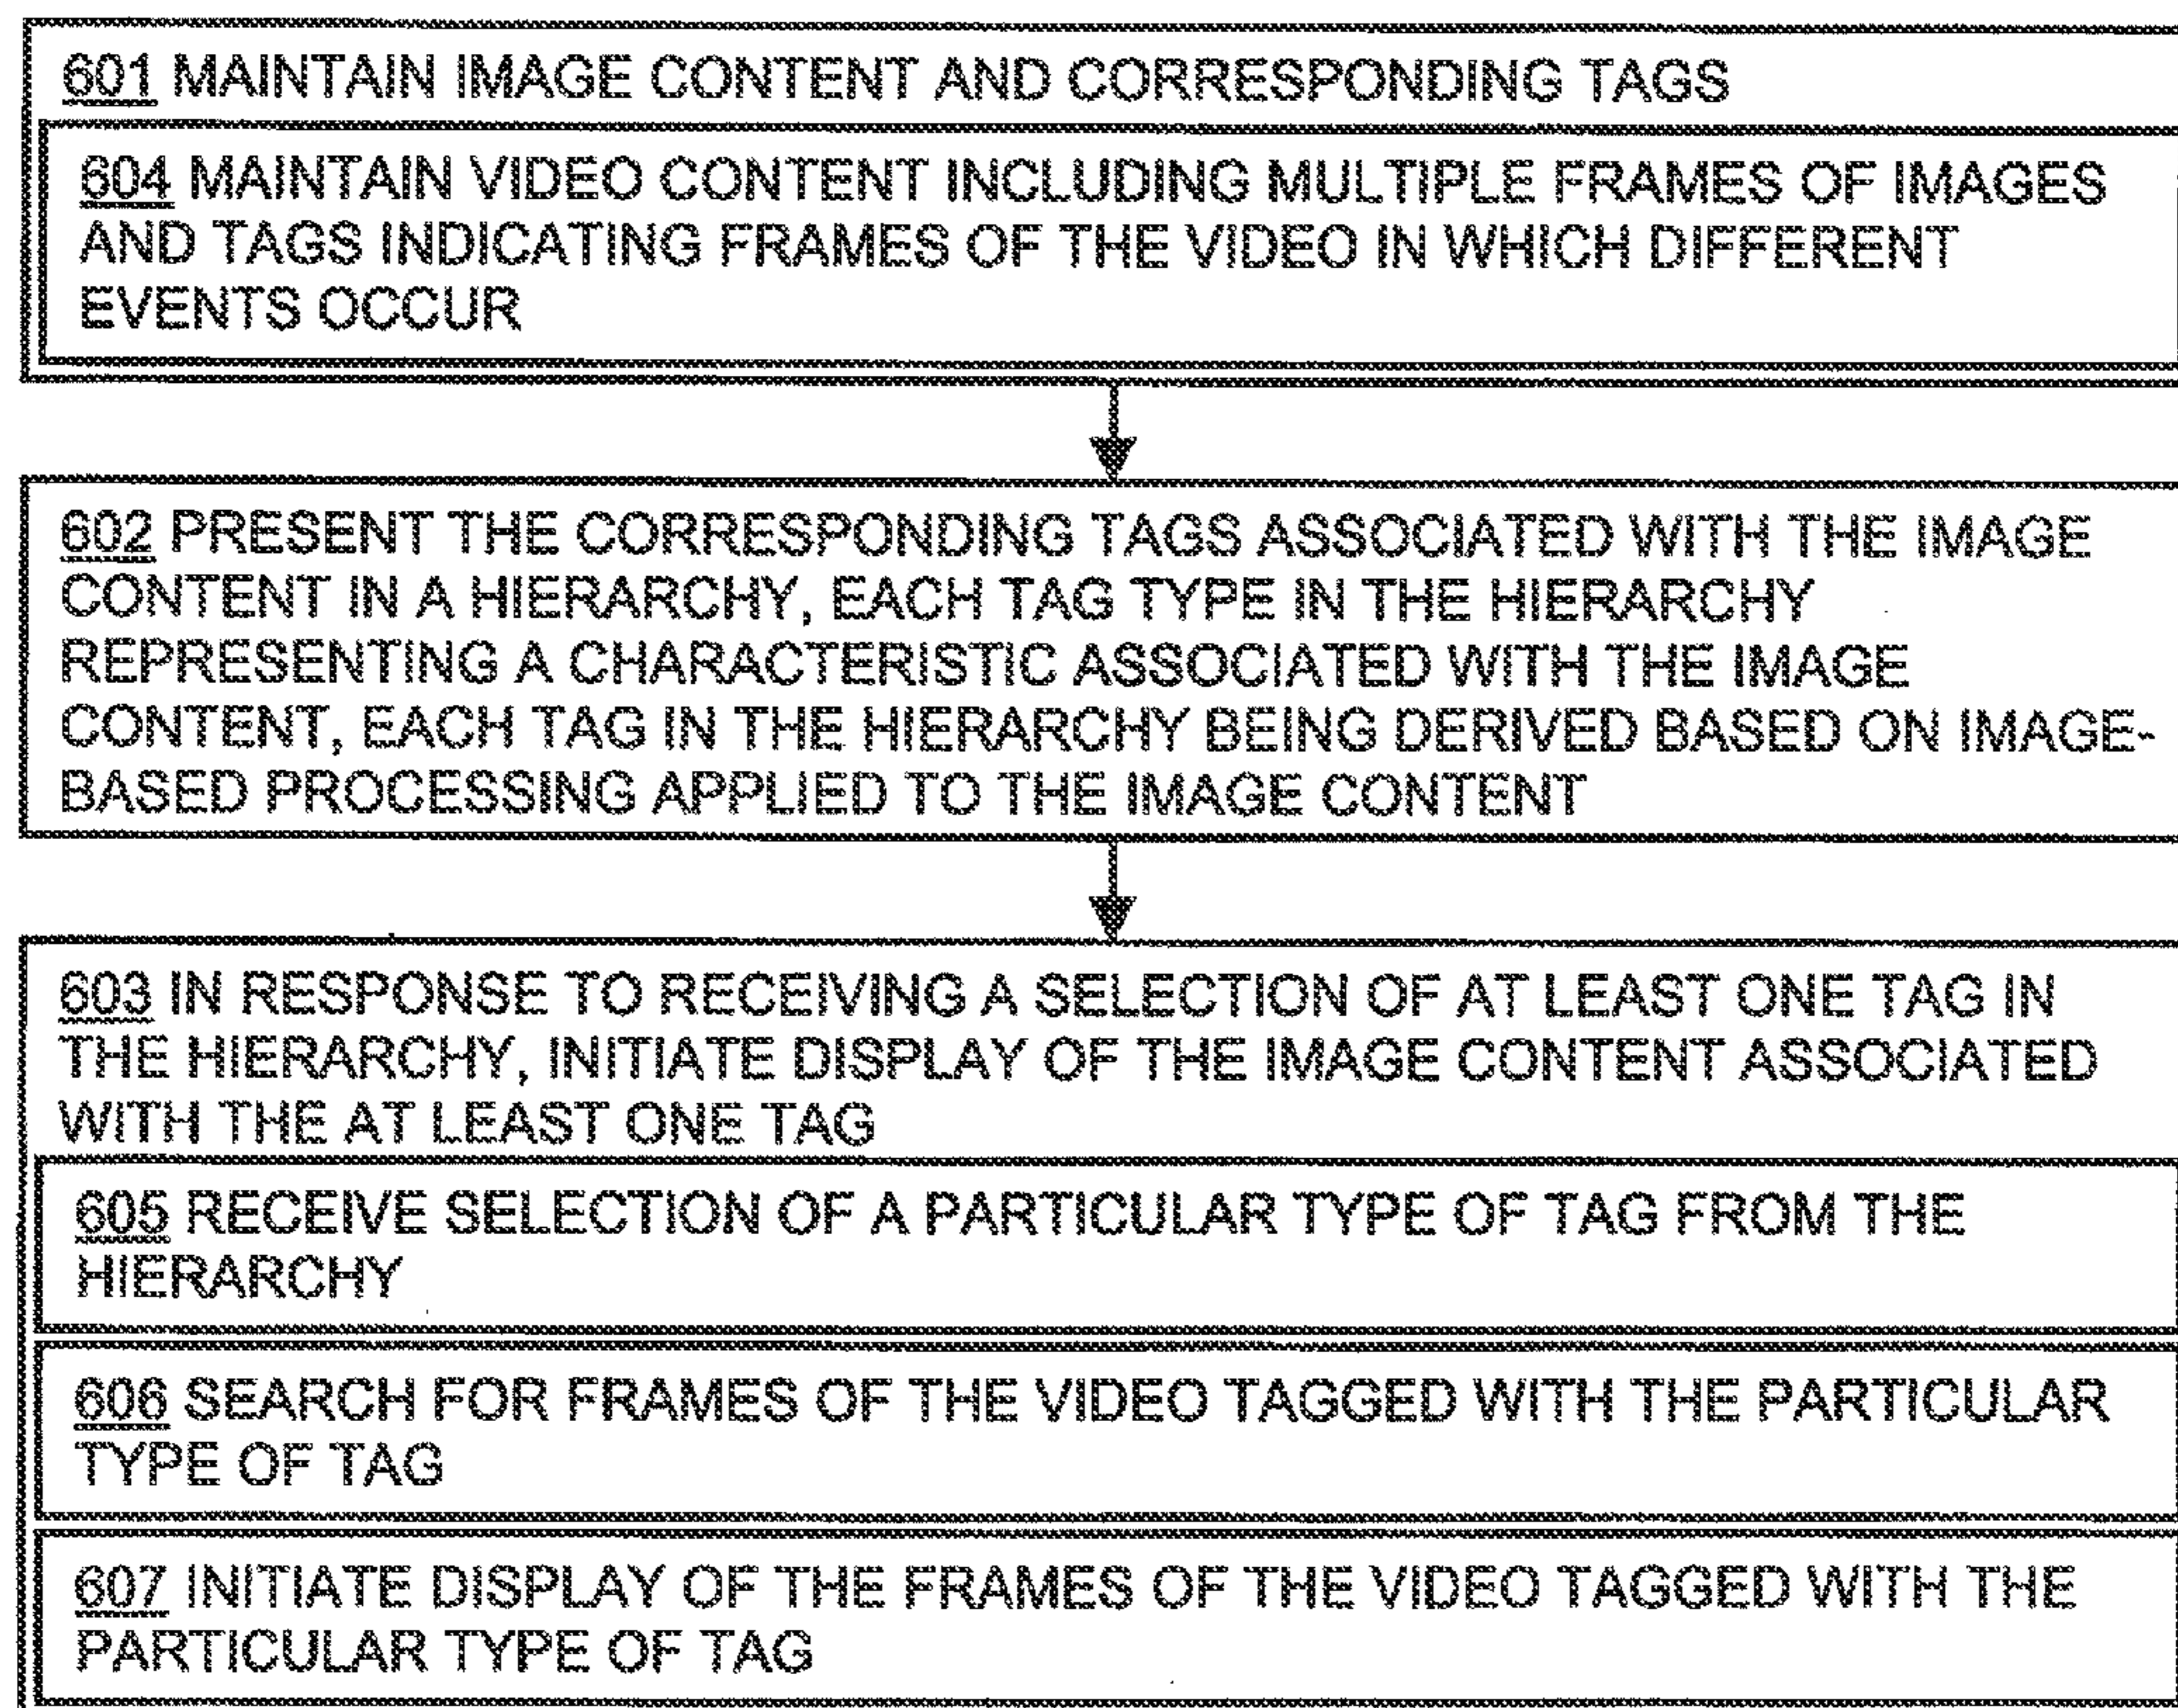 601 MAINTAIN IMAGE CONTENT AND CORRESPONDING TAGS
604 MAINTAIN VIDEO CONTENT INCLUDING MULTIPLE FRAMES OF IMAGES
AND TAGS INDICATING FRAMES OF THE VIDEO IN WHICH DIFFERENT
EVENTS OCCUR
602 PRESENT THE CORRESPONDING TAGS ASSOCIATED WITH THE IMAGE
CONTENT IN A HIERARCHY, EACH TAG TYPE IN THE HIERARCHY
REPRESENTING A CHARACTERISTIC ASSOCIATED WITH THE IMAGE
CONTENT, EACH TAG IN THE HIERARCHY BEING DERIVED BASED ON IMAGE-
BASED PROCESSING APPLIED TO THE IMAGE CONTENT
603 IN RESPONSE TO RECEIVING A SELECTION OF AT LEAST ONE TAG IN
THE HIERARCHY, INITIATE DISPLAY OF THE IMAGE CONTENT ASSOCIATED
WITH THE AT LEAST ONE TAG
605 RECEIVE SELECTION OF A PARTICULAR TYPE OF TAG FROM THE
HIERARCHY
606 SEARCH FOR FRAMES OF THE VIDEO TAGGED WITH THE PARTICULAR
TYPE OF TAG
607 INITIATE DISPLAY OF THE FRAMES OF THE VIDEO TAGGED WITH THE
PARTICULAR TYPE OF TAG